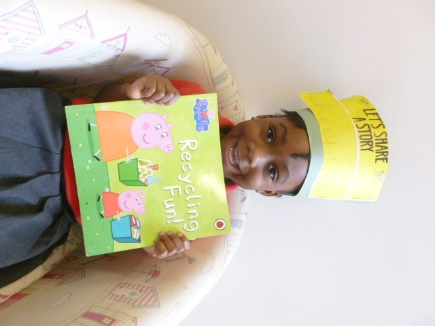 LET'S SHARE
A STORY
Peppa Pig
Recycling
Fun!